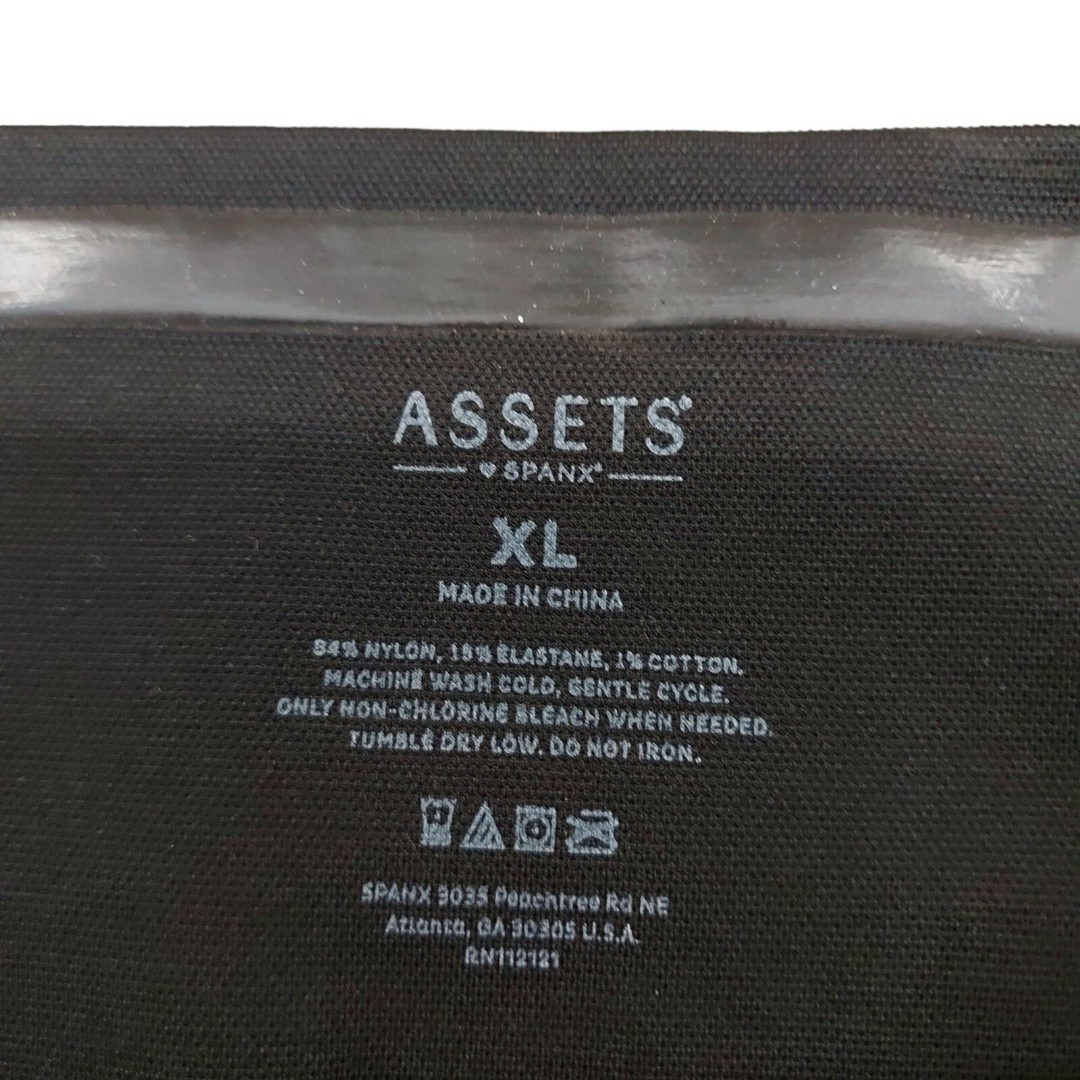 ASSETS®
♥ SPANX®
XL
MADE IN CHINA
84% NYLON, 15% ELASTANE, 1% COTTON.
MACHINE WASH COLD, GENTLE CYCLE.
ONLY NON-CHLORINE BLEACH WHEN NEEDED.
TUMBLE DRY LOW. DO NOT IRON.
SPANX 3035 Peachtree Rd NE
Atlanta, GA 30305 U.S.A.
RN112121